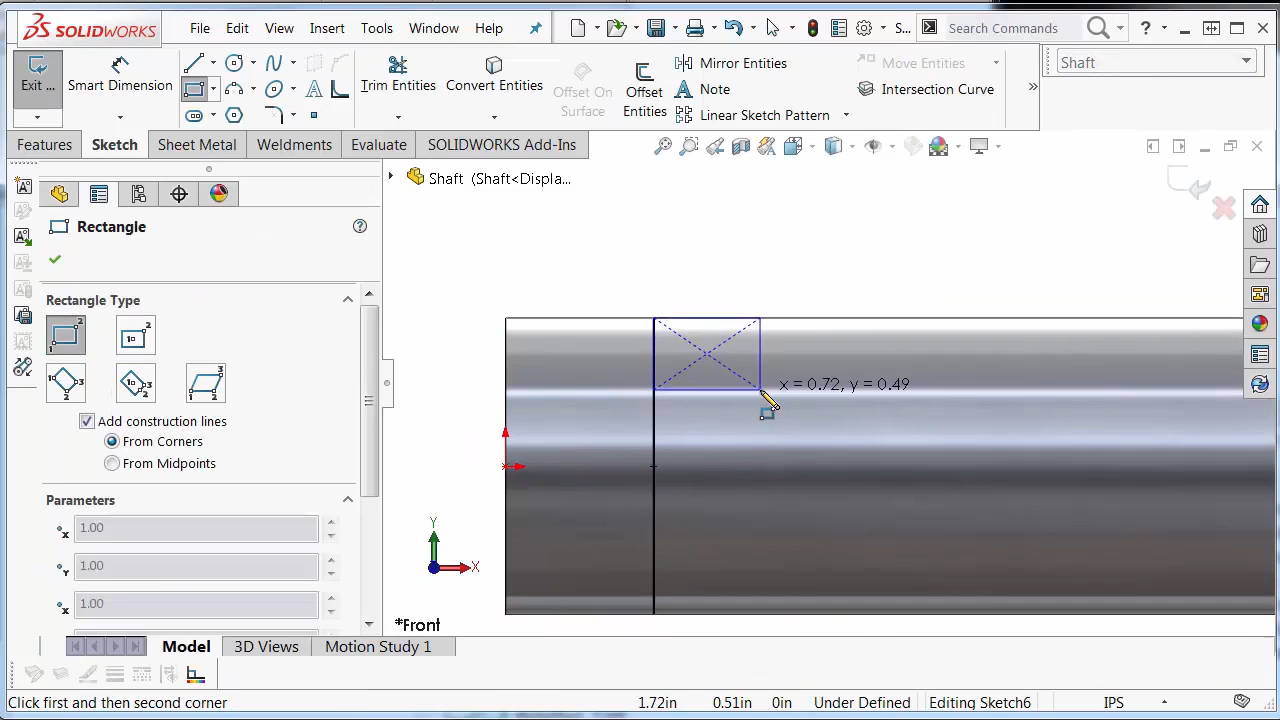 SOLIDWORKS
File Edit View Insert Tools Window Help
S...
Search Commands
?
Exit ...
Smart Dimension
Trim Entities
Convert Entities
Offset On Surface
Offset Entities
Mirror Entities
Note
Linear Sketch Pattern
Move Entities
Intersection Curve
Shaft
Features Sketch Sheet Metal Weldments Evaluate SOLIDWORKS Add-Ins
Shaft (Shaft<Displa...
Rectangle
?
Rectangle Type
Add construction lines
From Corners
From Midpoints
Parameters
1.00
1.00
1.00
x = 0.72, y = 0.49
Y
X
*Front
Model 3D Views Motion Study 1
Click first and then second corner
1.72in 0.51in 0in Under Defined Editing Sketch6 IPS